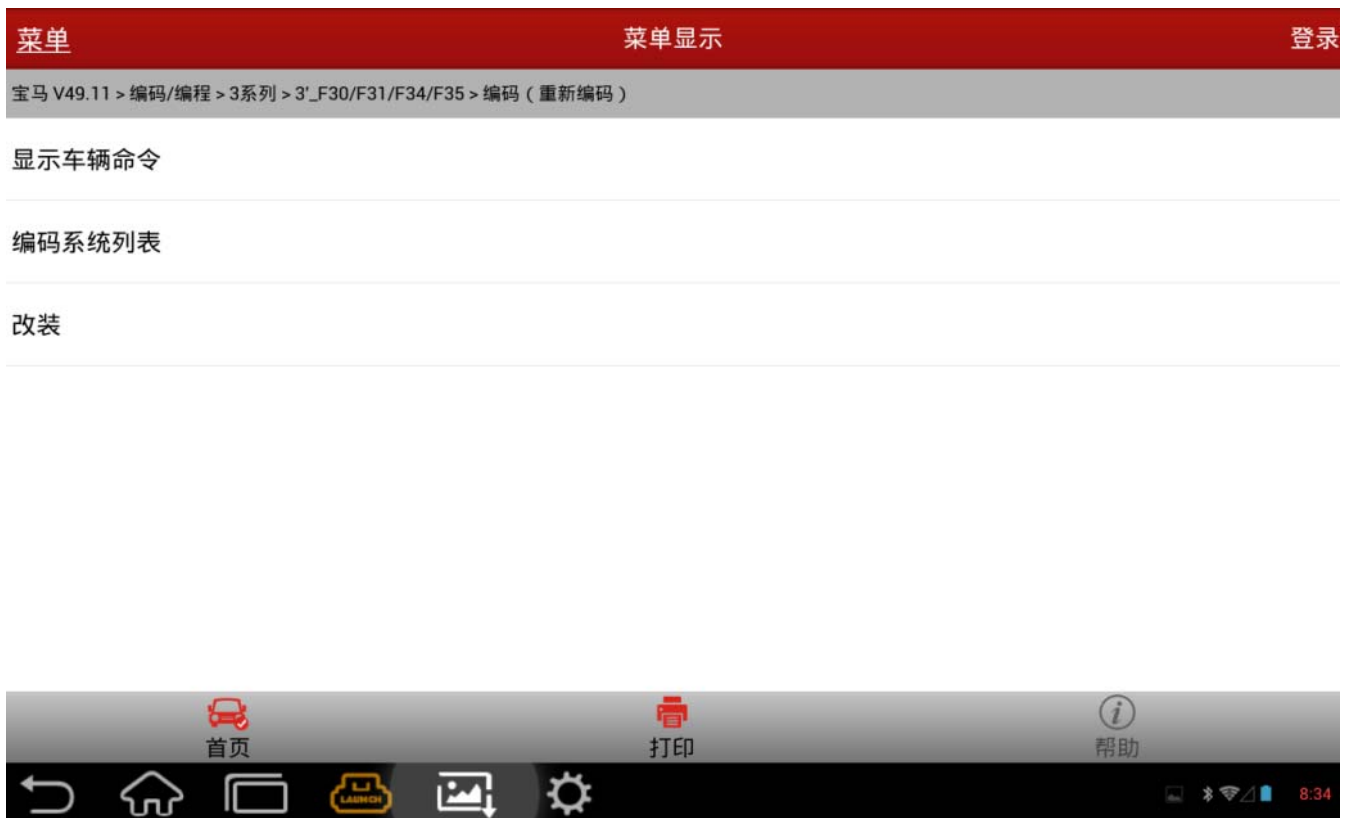 菜单 菜单显示 登录
宝马 V49.11 > 编码/编程 > 3系列 > 3'_F30/F31/F34/F35 > 编码（重新编码）
显示车辆命令
编码系统列表
改装
首页 打印 帮助
LAUNCH 8:34